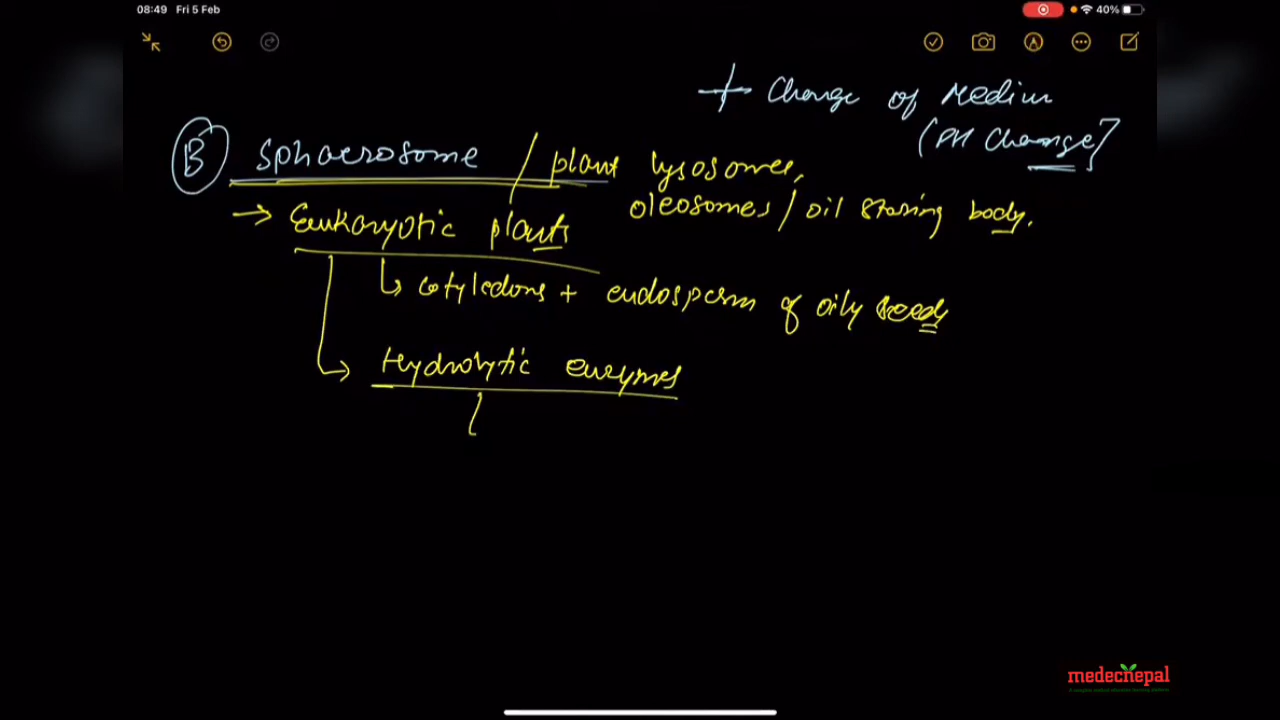 08:49 Fri 5 Feb
40%
+ Change of Medium
(PH Change]
B Sphaerosome / plant lysosomes,
oleosomes / oil storing body.
→ Eukaryotic plants
↳ cotyledons + endosperm of oily seeds
→ Hydrolytic enzymes
medecnepal